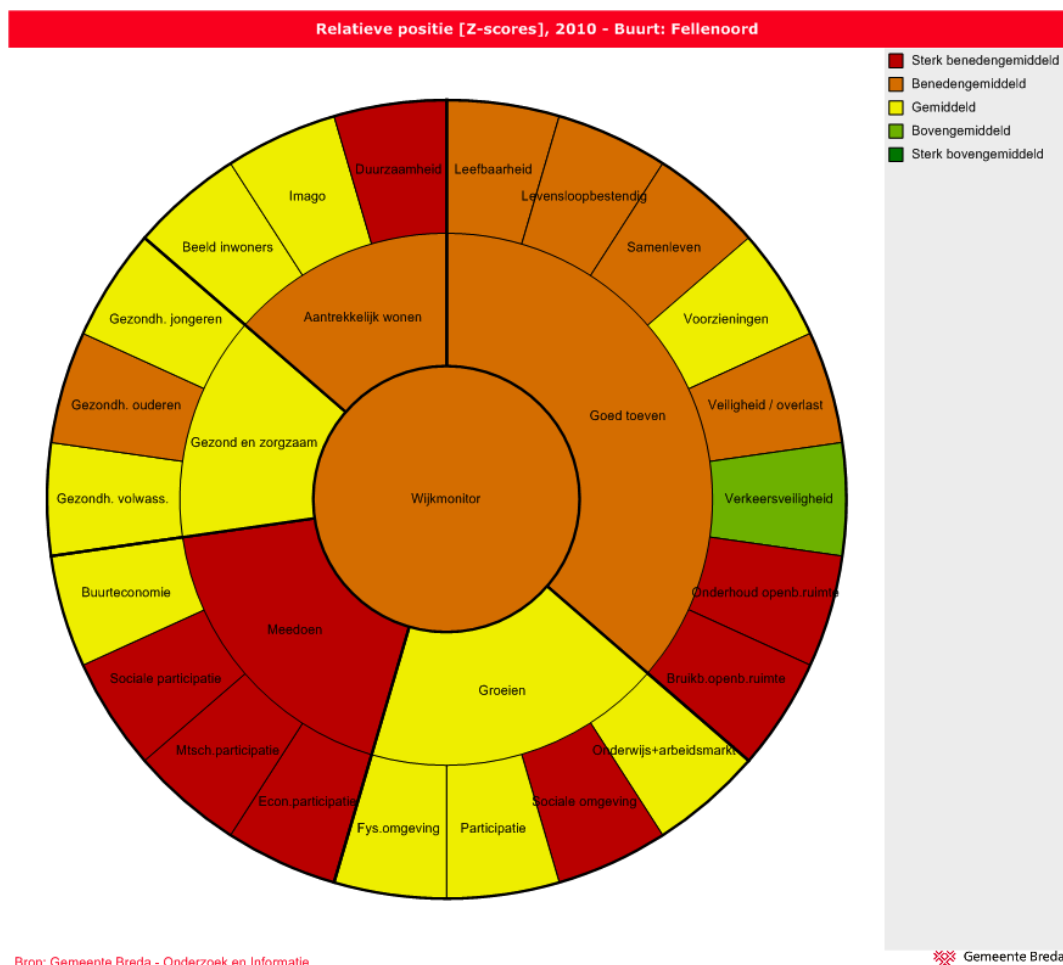 Relatieve positie [Z-scores], 2010 - Buurt: Fellenoord
Sterk benedengemiddeld
Benedengemiddeld
Gemiddeld
Bovengemiddeld
Sterk bovengemiddeld
Duurzaamheid
Leefbaarheid
Imago
Levensloopbestendig
Beeld inwoners
Samenleven
Gezondh. jongeren
Aantrekkelijk wonen
Voorzieningen
Gezondh. ouderen
Goed toeven
Veiligheid / overlast
Gezond en zorgzaam
Gezondh. volwass.
Wijkmonitor
Verkeersveiligheid
Buurteconomie
Onderhoud openb.ruimte
Meedoen
Sociale participatie
Groeien
Bruikb.openb.ruimte
Mtsch.participatie
Onderwijs+arbeidsmarkt
Econ.participatie
Sociale omgeving
Fys.omgeving
Participatie
Bron: Gemeente Breda - Onderzoek en Informatie
Gemeente Breda